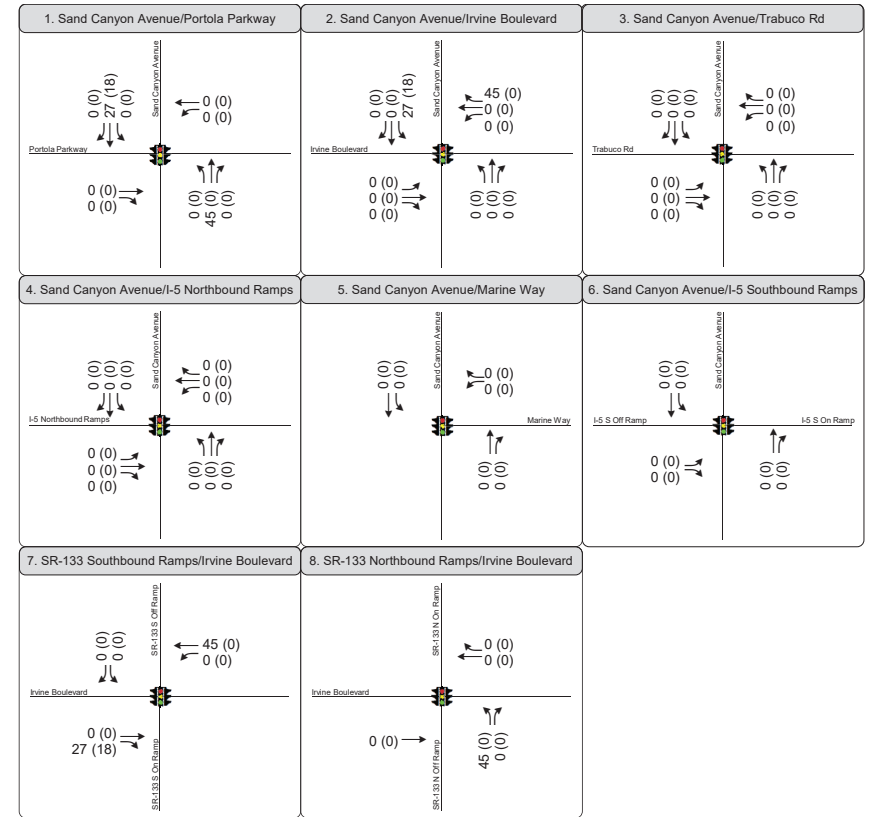 1. Sand Canyon Avenue/Portola Parkway
0 (0)
27 (18)
0 (0)
Sand Canyon Avenue
0 (0)
0 (0)
Portola Parkway
0 (0)
0 (0)
45 (0)
0 (0)
2. Sand Canyon Avenue/Irvine Boulevard
0 (0)
0 (0)
27 (18)
Sand Canyon Avenue
45 (0)
0 (0)
0 (0)
Irvine Boulevard
0 (0)
0 (0)
0 (0)
0 (0)
0 (0)
0 (0)
3. Sand Canyon Avenue/Trabuco Rd
0 (0)
0 (0)
0 (0)
Sand Canyon Avenue
0 (0)
0 (0)
0 (0)
Trabuco Rd
0 (0)
0 (0)
0 (0)
0 (0)
0 (0)
0 (0)
4. Sand Canyon Avenue/I-5 Northbound Ramps
0 (0)
0 (0)
0 (0)
Sand Canyon Avenue
0 (0)
0 (0)
0 (0)
I-5 Northbound Ramps
0 (0)
0 (0)
0 (0)
0 (0)
0 (0)
0 (0)
5. Sand Canyon Avenue/Marine Way
0 (0)
0 (0)
Sand Canyon Avenue
0 (0)
0 (0)
Marine Way
0 (0)
0 (0)
6. Sand Canyon Avenue/I-5 Southbound Ramps
0 (0)
0 (0)
Sand Canyon Avenue
I-5 S Off Ramp
I-5 S On Ramp
0 (0)
0 (0)
0 (0)
0 (0)
7. SR-133 Southbound Ramps/Irvine Boulevard
0 (0)
0 (0)
SR-133 S Off Ramp
45 (0)
0 (0)
Irvine Boulevard
0 (0)
27 (18)
SR-133 S On Ramp
8. SR-133 Northbound Ramps/Irvine Boulevard
SR-133 N On Ramp
0 (0)
0 (0)
Irvine Boulevard
0 (0)
SR-133 N Off Ramp
45 (0)
0 (0)